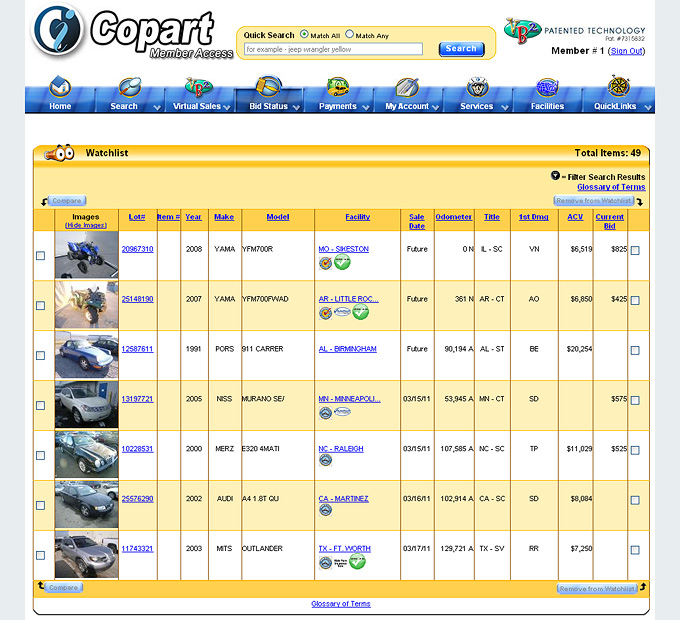 Copart
Member Access
Quick Search Match All Match Any
for example - jeep wrangler yellow
Search
PATENTED TECHNOLOGY
Pat. #7315832
Member # 1 (Sign Out)
Home Search Virtual Sales Bid Status Payments My Account Services Facilities QuickLinks
Watchlist Total Items: 49
= Filter Search Results
Glossary of Terms
Compare Remove from Watchlist
Images (Hide Images) Lot# Item # Year Make Model Facility Sale Date Odometer Title 1st Dmg ACV Current Bid
20967310 2008 YAMA YFM700R MO - SIKESTON Future 0 N IL - SC VN $6,519 $825
25148190 2007 YAMA YFM700FWAD AR - LITTLE ROC... Future 361 N AR - CT AO $6,850 $425
12587611 1991 PORS 911 CARRER AL - BIRMINGHAM Future 90,194 A AL - ST BE $20,254
13197721 2005 NISS MURANO SE/ MN - MINNEAPOLI... 03/15/11 53,945 A MN - CT SD $575
10228531 2000 MERZ E320 4MATI NC - RALEIGH 03/15/11 107,585 A NC - SC TP $11,029 $525
25576290 2002 AUDI A4 1.8T QU CA - MARTINEZ 03/16/11 102,914 A CA - SC SD $8,084
11743321 2003 MITS OUTLANDER TX - FT. WORTH 03/17/11 129,721 A TX - SV RR $7,250
Compare Remove from Watchlist
Glossary of Terms